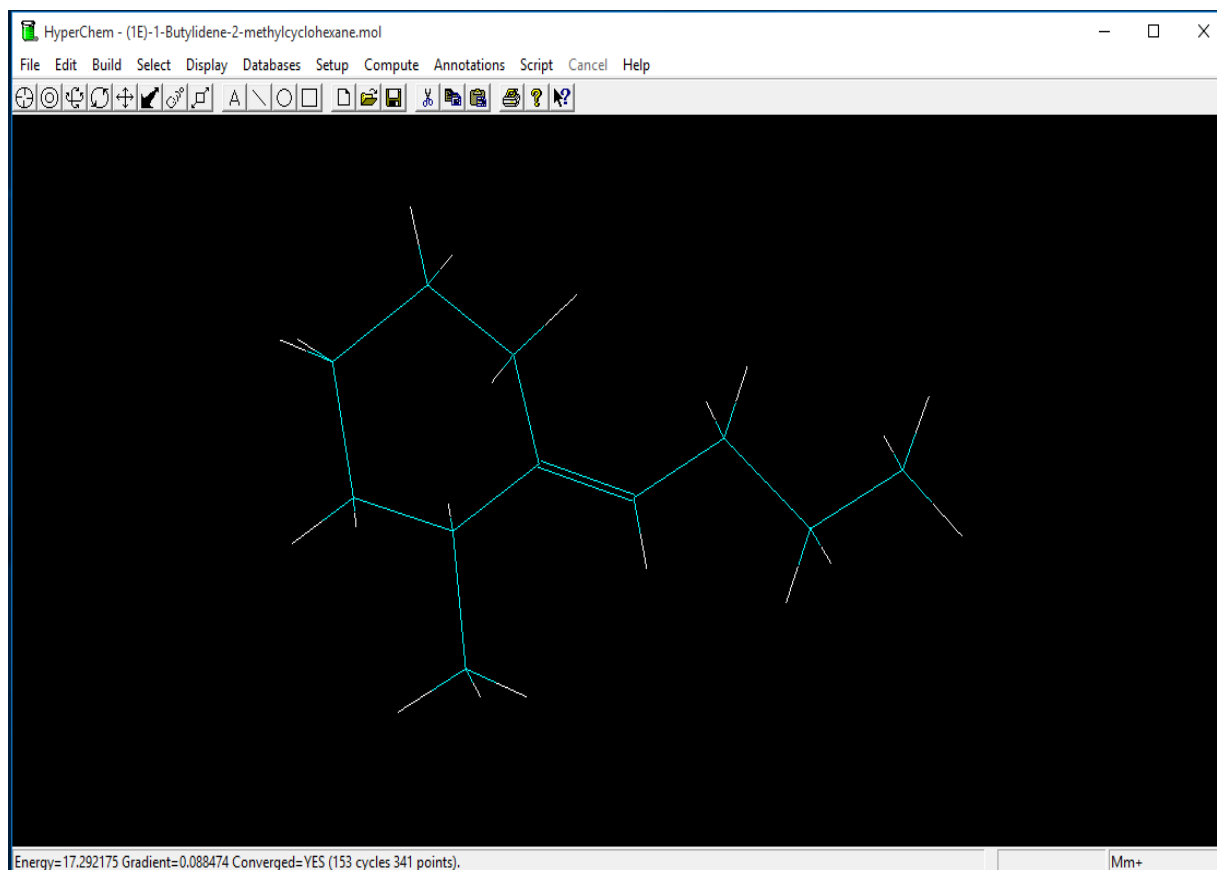 HyperChem - (1E)-1-Butylidene-2-methylcyclohexane.mol
File Edit Build Select Display Databases Setup Compute Annotations Script Cancel Help
A
Energy=17.292175 Gradient=0.088474 Converged=YES (153 cycles 341 points). Mm+